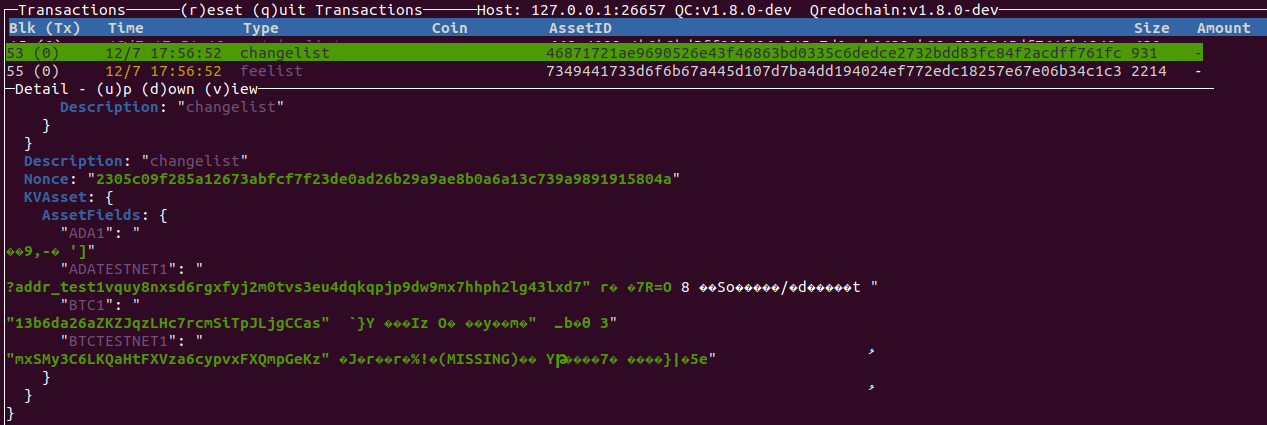 Transactions (r)eset (q)uit Transactions Host: 127.0.0.1:26657 QC:v1.8.0-dev Qredochain:v1.8.0-dev
Blk (Tx) Time Type Coin AssetID Size Amount
53 (0) 12/7 17:56:52 changelist 46871721ae9690526e43f46863bd0335c6dedce2732bdd83fc84f2acdff761fc 931 -
55 (0) 12/7 17:56:52 feelist 7349441733d6f6b67a445d107d7ba4dd194024ef772edc18257e67e06b34c1c3 2214 -
Detail - (u)p (d)own (v)iew
Description: "changelist"
}
}
Description: "changelist"
Nonce: "2305c09f285a12673abfcf7f23de0ad26b29a9ae8b0a6a13c739a9891915804a"
KVAsset: {
AssetFields: {
"ADA1": "
��9,-� ']"
"ADATESTNET1": "
?addr_test1vquy8nxsd6rgxfyj2m0tvs3eu4dqkqpjp9dw9mx7hhph2lg43lxd7" r� �7R=O 8 ��So�����/�d�����t "
"BTC1": "
"13b6da26aZKZJqzLHc7rcmSiTpJLjgCCas" `}Y ���Iz O� ��y��m�" �b�0 3"
"BTCTESTNET1": "
"mxSMy3C6LKQaHtFXVza6cypvxFXQmpGeKz" �J�r��r�%!�(MISSING)�� Y����7� ����}|�5e"
}
}
}